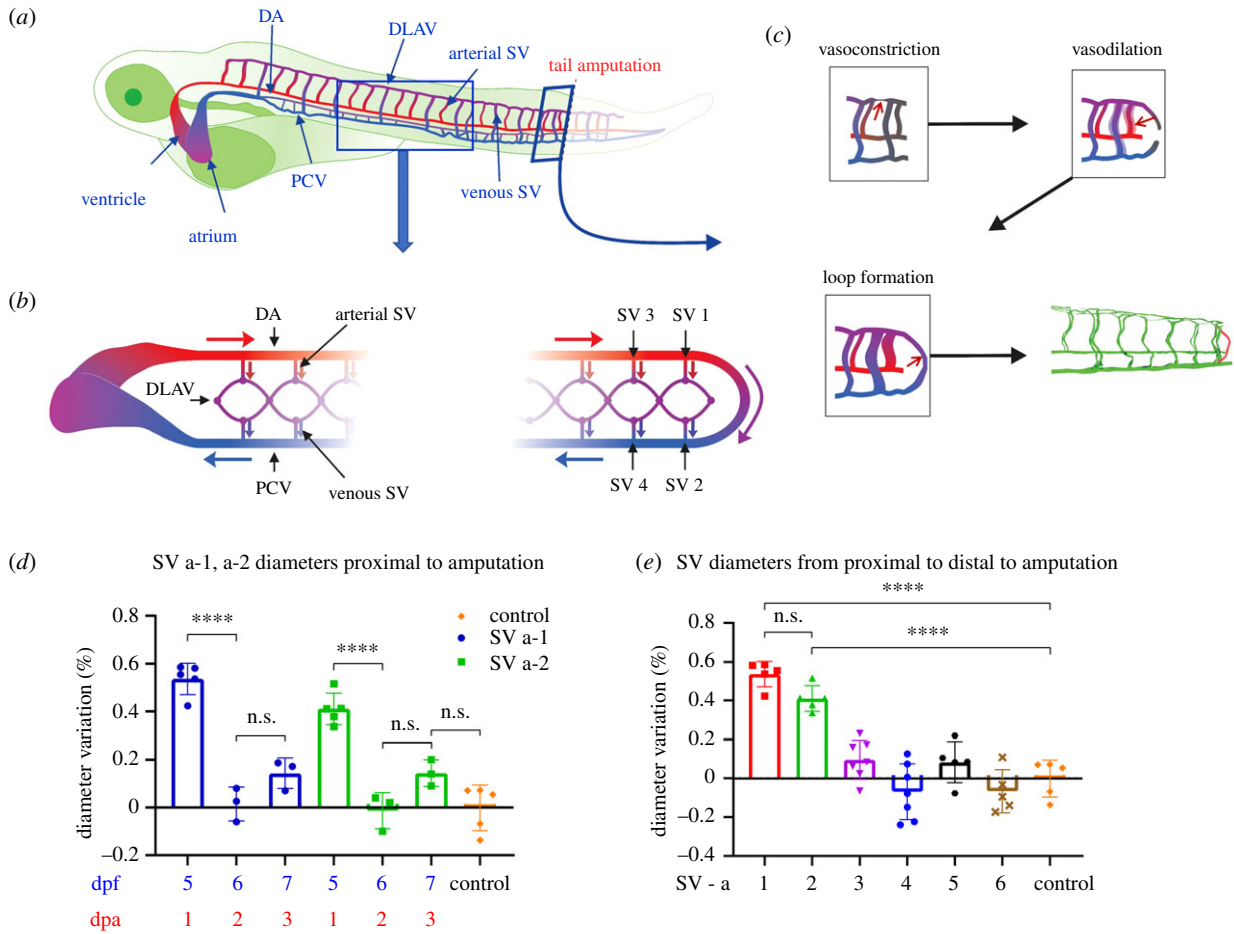 (a)
DA
DLAV
arterial SV
tail amputation
ventricle
atrium
PCV
venous SV
(c)
vasoconstriction
vasodilation
loop formation
(b)
DA
arterial SV
DLAV
PCV
venous SV
SV 3
SV 1
SV 4
SV 2
(d)
SV a-1, a-2 diameters proximal to amputation
diameter variation (%)
0.8
0.6
0.4
0.2
0
–0.2
****
n.s.
****
n.s.
n.s.
control
SV a-1
SV a-2
dpf 5 6 7 5 6 7 control
dpa 1 2 3 1 2 3
(e)
SV diameters from proximal to distal to amputation
diameter variation (%)
0.8
0.6
0.4
0.2
0
–0.2
–0.4
****
n.s.
****
SV - a 1 2 3 4 5 6 control